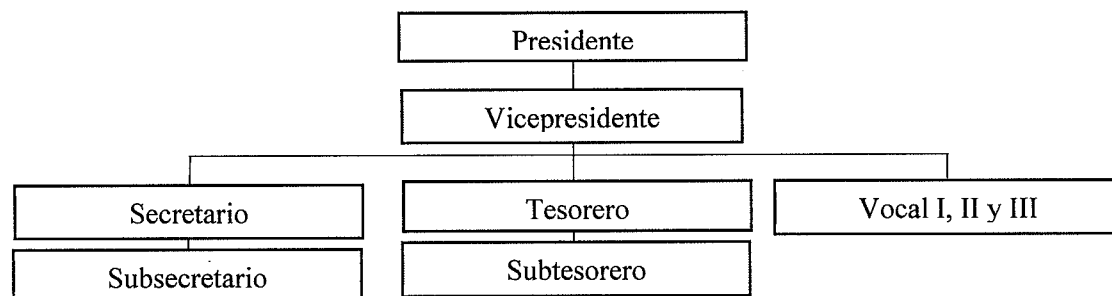 Presidente
Vicepresidente
Secretario
Tesorero
Vocal I, II y III
Subsecretario
Subtesorero